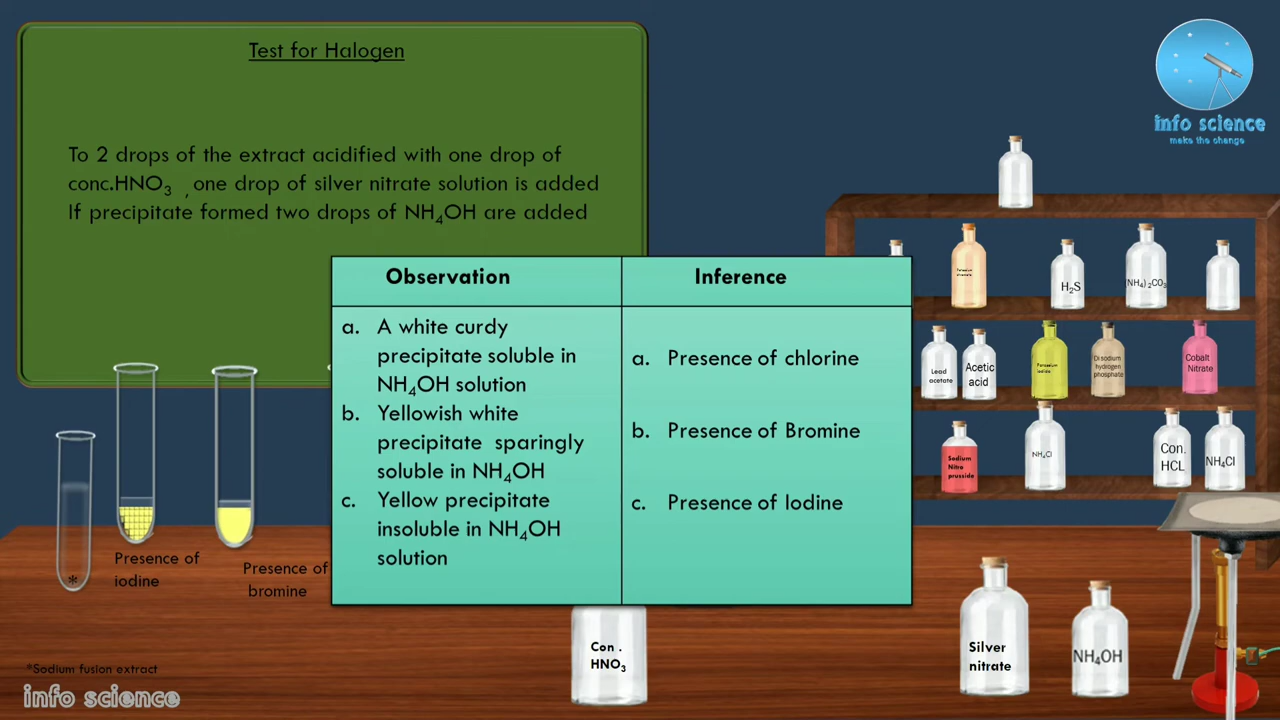 Test for Halogen
info science
make the change
To 2 drops of the extract acidified with one drop of
conc.HNO3 , one drop of silver nitrate solution is added
If precipitate formed two drops of NH4OH are added
Observation
Inference
a. A white curdy
precipitate soluble in
NH4OH solution
b. Yellowish white
precipitate sparingly
soluble in NH4OH
c. Yellow precipitate
insoluble in NH4OH
solution
a. Presence of chlorine
b. Presence of Bromine
c. Presence of Iodine
H2S
(NH4)2CO3
Lead
acetate
Acetic
acid
Potassium
iodide
Di sodium
hydrogen
phosphate
Cobalt
Nitrate
Sodium
Nitro
prusside
NH4Cl
Con.
HCL
NH4Cl
*
Presence of
iodine
Presence of
bromine
Con .
HNO3
Silver
nitrate
NH4OH
*Sodium fusion extract
info science